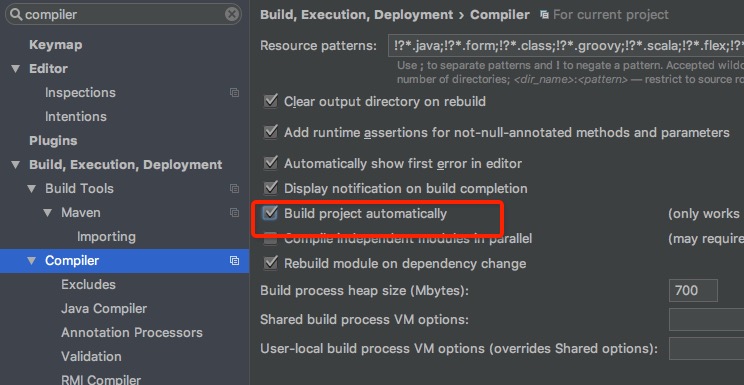 compiler
Keymap
Editor
Inspections
Intentions
Plugins
Build, Execution, Deployment
Build Tools
Maven
Importing
Compiler
Excludes
Java Compiler
Annotation Processors
Validation
RMI Compiler
Build, Execution, Deployment › Compiler For current project
Resource patterns: !?*.java;!?*.form;!?*.class;!?*.groovy;!?*.scala;!?*.flex;!?*
Use ; to separate patterns and ! to negate a pattern. Accepted wildc
number of directories; <dir_name>:<pattern> — restrict to source ro
Clear output directory on rebuild
Add runtime assertions for not-null-annotated methods and parameters
Automatically show first error in editor
Display notification on build completion
Build project automatically (only works
Compile independent modules in parallel (may require
Rebuild module on dependency change
Build process heap size (Mbytes): 700
Shared build process VM options:
User-local build process VM options (overrides Shared options):